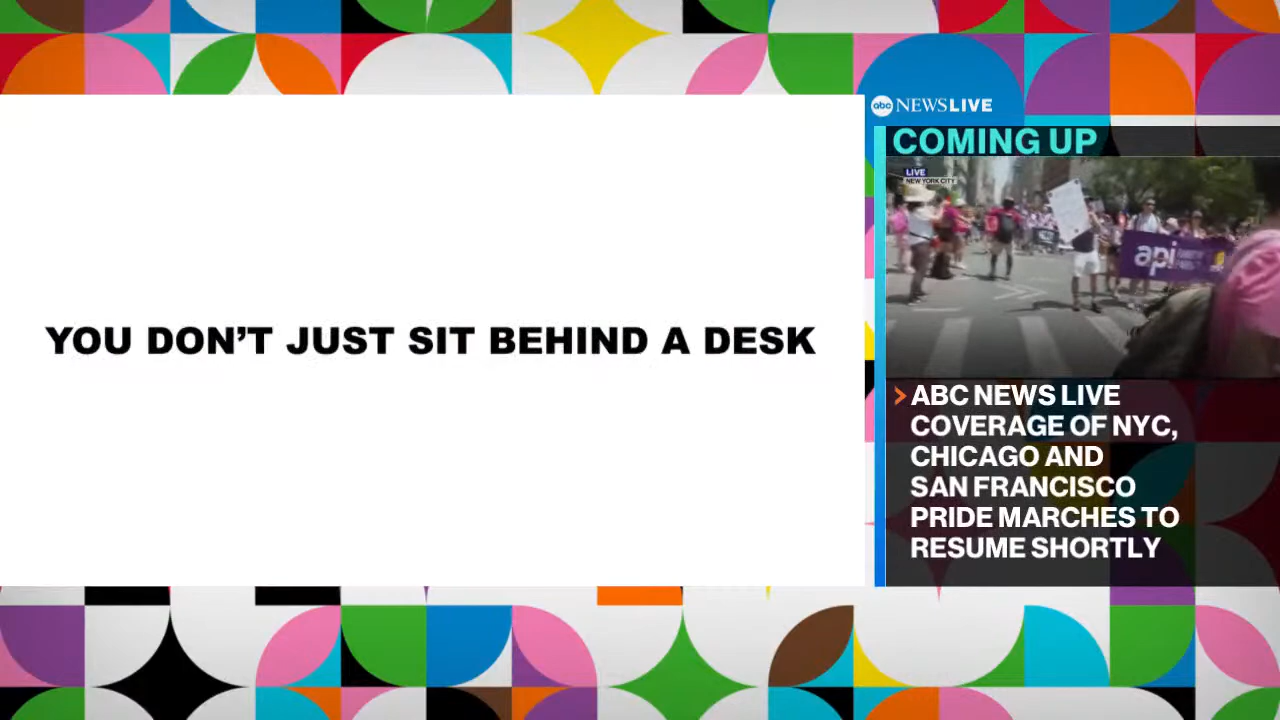 YOU DON'T JUST SIT BEHIND A DESK
abc NEWS LIVE
COMING UP
LIVE
NEW YORK CITY
api
ABC NEWS LIVE
COVERAGE OF NYC,
CHICAGO AND
SAN FRANCISCO
PRIDE MARCHES TO
RESUME SHORTLY